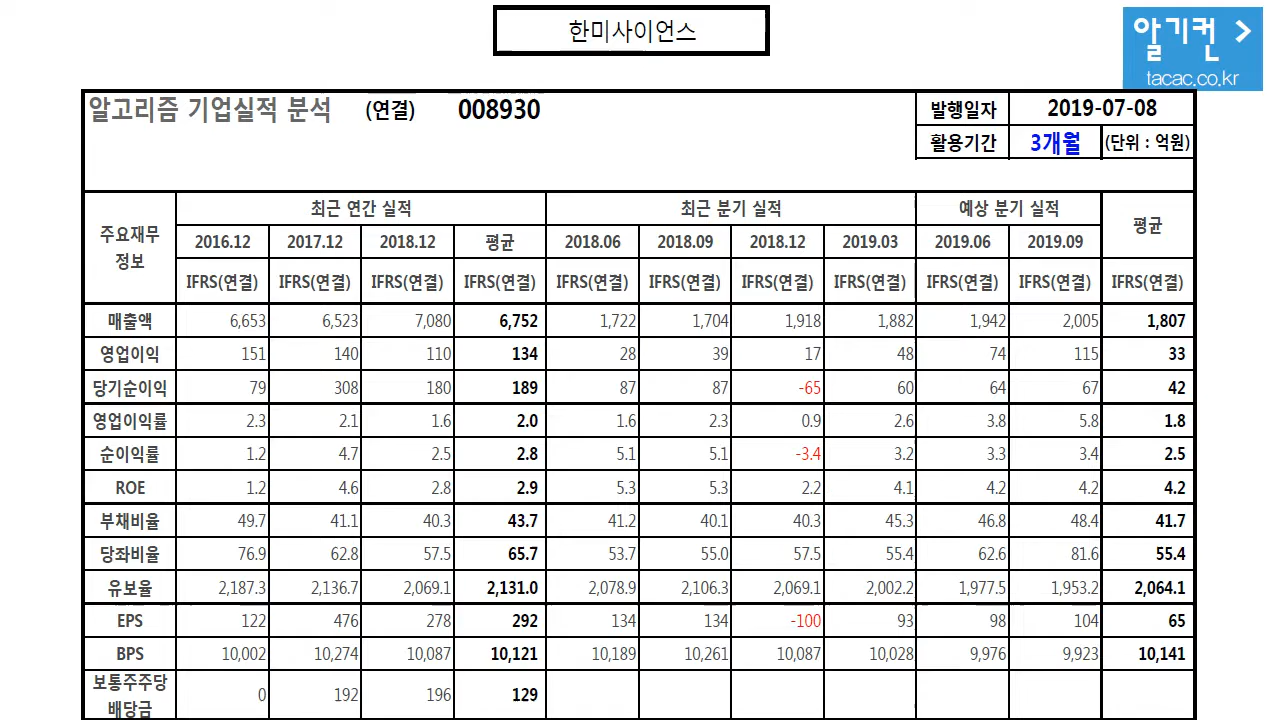 한미사이언스
알기컨 >
tacac.co.kr
알고리즘 기업실적 분석 (연결) 008930 발행일자 2019-07-08
활용기간 3개월 (단위 : 억원)
주요재무 정보 최근 연간 실적 최근 분기 실적 예상 분기 실적 평균
2016.12 2017.12 2018.12 평균 2018.06 2018.09 2018.12 2019.03 2019.06 2019.09
IFRS(연결) IFRS(연결) IFRS(연결) IFRS(연결) IFRS(연결) IFRS(연결) IFRS(연결) IFRS(연결) IFRS(연결) IFRS(연결) IFRS(연결)
매출액 6,653 6,523 7,080 6,752 1,722 1,704 1,918 1,882 1,942 2,005 1,807
영업이익 151 140 110 134 28 39 17 48 74 115 33
당기순이익 79 308 180 189 87 87 -65 60 64 67 42
영업이익률 2.3 2.1 1.6 2.0 1.6 2.3 0.9 2.6 3.8 5.8 1.8
순이익률 1.2 4.7 2.5 2.8 5.1 5.1 -3.4 3.2 3.3 3.4 2.5
ROE 1.2 4.6 2.8 2.9 5.3 5.3 2.2 4.1 4.2 4.2 4.2
부채비율 49.7 41.1 40.3 43.7 41.2 40.1 40.3 45.3 46.8 48.4 41.7
당좌비율 76.9 62.8 57.5 65.7 53.7 55.0 57.5 55.4 62.6 81.6 55.4
유보율 2,187.3 2,136.7 2,069.1 2,131.0 2,078.9 2,106.3 2,069.1 2,002.2 1,977.5 1,953.2 2,064.1
EPS 122 476 278 292 134 134 -100 93 98 104 65
BPS 10,002 10,274 10,087 10,121 10,189 10,261 10,087 10,028 9,976 9,923 10,141
보통주주당 배당금 0 192 196 129